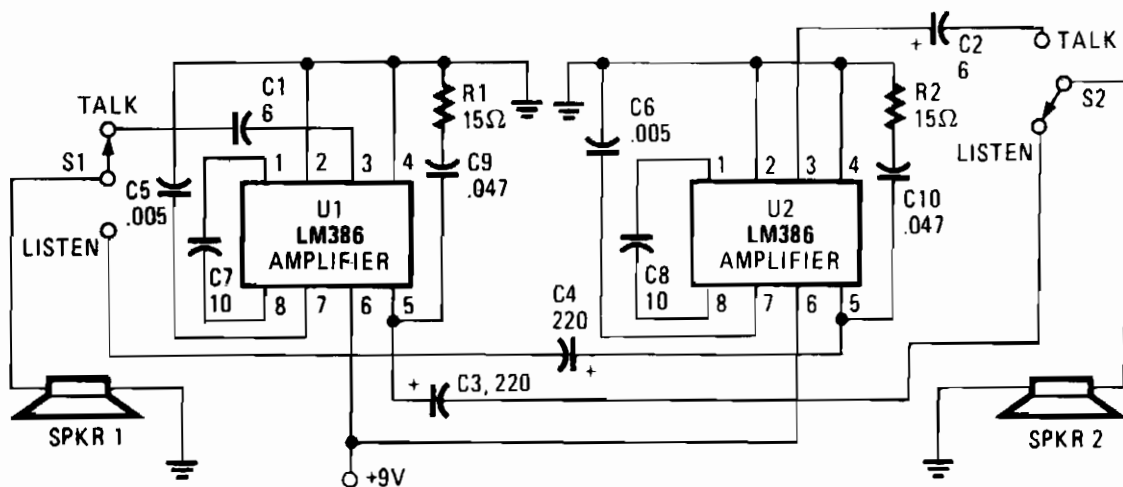 TALK
S1
LISTEN
C1
6
C5
.005
C7
10
1 2 3 4
U1
LM386
AMPLIFIER
8 7 6 5
R1
15Ω
C9
.047
C6
.005
C8
10
1 2 3 4
U2
LM386
AMPLIFIER
8 7 6 5
R2
15Ω
C10
.047
+ C2
6
TALK
S2
LISTEN
C4
220
+
+ C3, 220
SPKR 1
+9V
SPKR 2